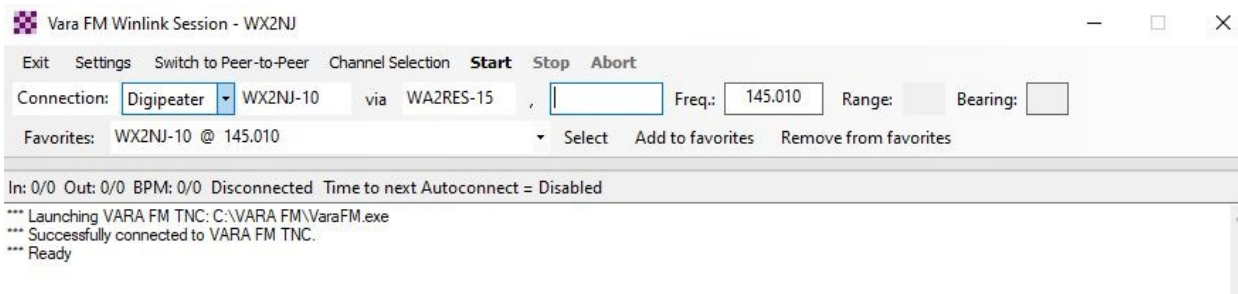 Vara FM Winlink Session - WX2NJ
Exit Settings Switch to Peer-to-Peer Channel Selection Start Stop Abort
Connection: Digipeater WX2NJ-10 via WA2RES-15 , Freq.: 145.010 Range: Bearing:
Favorites: WX2NJ-10 @ 145.010 Select Add to favorites Remove from favorites
In: 0/0 Out: 0/0 BPM: 0/0 Disconnected Time to next Autoconnect = Disabled
*** Launching VARA FM TNC: C:\VARA FM\VaraFM.exe
*** Successfully connected to VARA FM TNC.
*** Ready